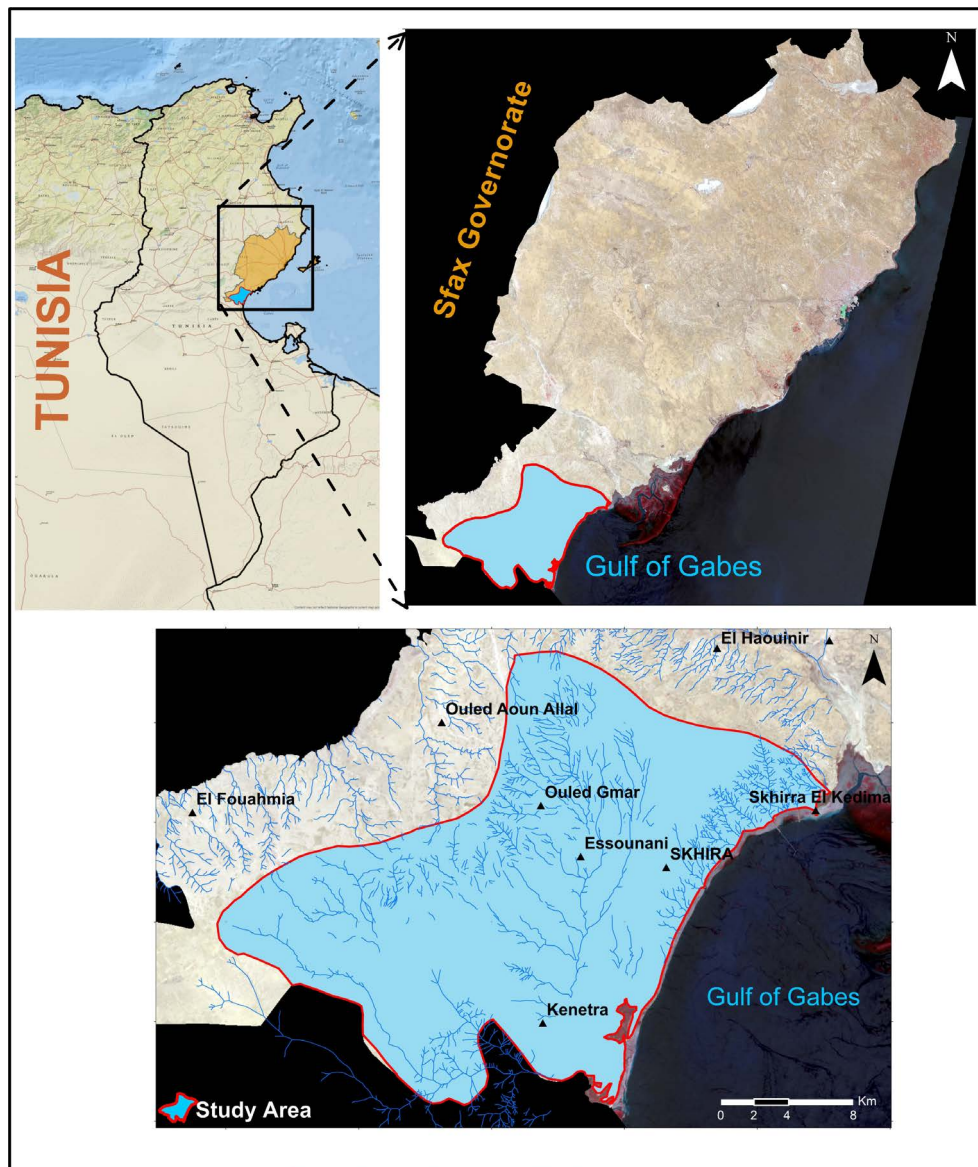 TUNISIA
TUNISIA
Sfax Governorate
N
Gulf of Gabes
N
El Haouinir
Ouled Aoun Allal
El Fouahmia
Ouled Gmar
Skhirra El Kedima
Essounani
SKHIRA
Gulf of Gabes
Kenetra
Study Area
Km
0 2 4 8